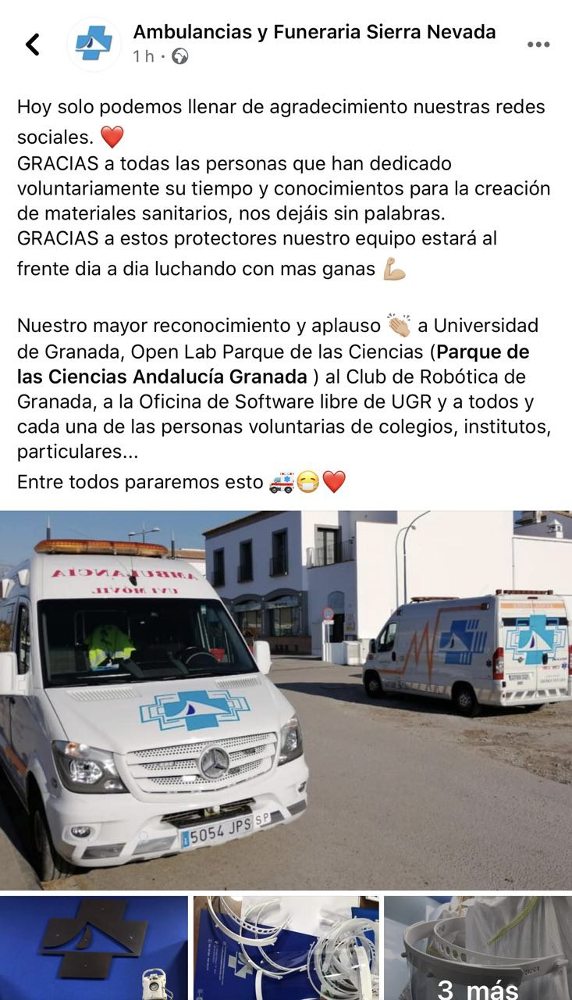 Ambulancias y Funeraria Sierra Nevada
1 h ·
Hoy solo podemos llenar de agradecimiento nuestras redes
sociales. ❤️
GRACIAS a todas las personas que han dedicado
voluntariamente su tiempo y conocimientos para la creación
de materiales sanitarios, nos dejáis sin palabras.
GRACIAS a estos protectores nuestro equipo estará al
frente dia a dia luchando con mas ganas 💪🏼
Nuestro mayor reconocimiento y aplauso 👏🏼 a Universidad
de Granada, Open Lab Parque de las Ciencias (Parque de
las Ciencias Andalucía Granada ) al Club de Robótica de
Granada, a la Oficina de Software libre de UGR y a todos y
cada una de las personas voluntarias de colegios, institutos,
particulares...
Entre todos pararemos esto 🚑😷❤️
AMBULANCIA
UVI MÓVIL
5054 JPS SP
3 más